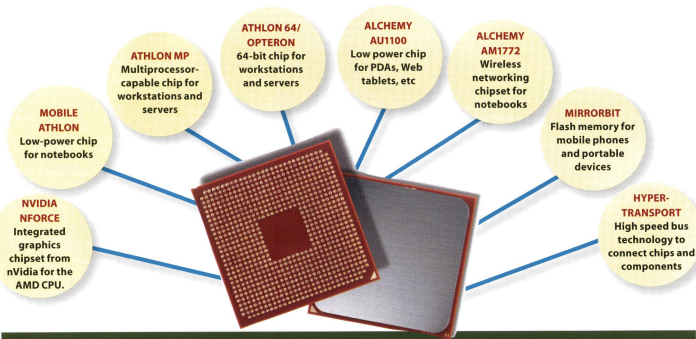 NVIDIA
NFORCE
Integrated
graphics
chipset from
nVidia for the
AMD CPU.
MOBILE
ATHLON
Low-power chip
for notebooks
ATHLON MP
Multiprocessor-
capable chip for
workstations and
servers
ATHLON 64/
OPTERON
64-bit chip for
workstations
and servers
ALCHEMY
AU1100
Low power chip
for PDAs, Web
tablets, etc
ALCHEMY
AM1772
Wireless
networking
chipset for
notebooks
MIRRORBIT
Flash memory for
mobile phones
and portable
devices
HYPER-
TRANSPORT
High speed bus
technology to
connect chips and
components